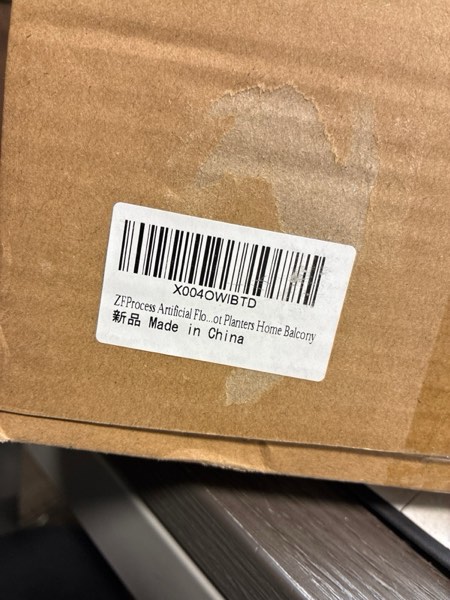 X004OWIBTD
ZFProcess Artificial Flo...ot Planters Home Balcony
新品 Made in China